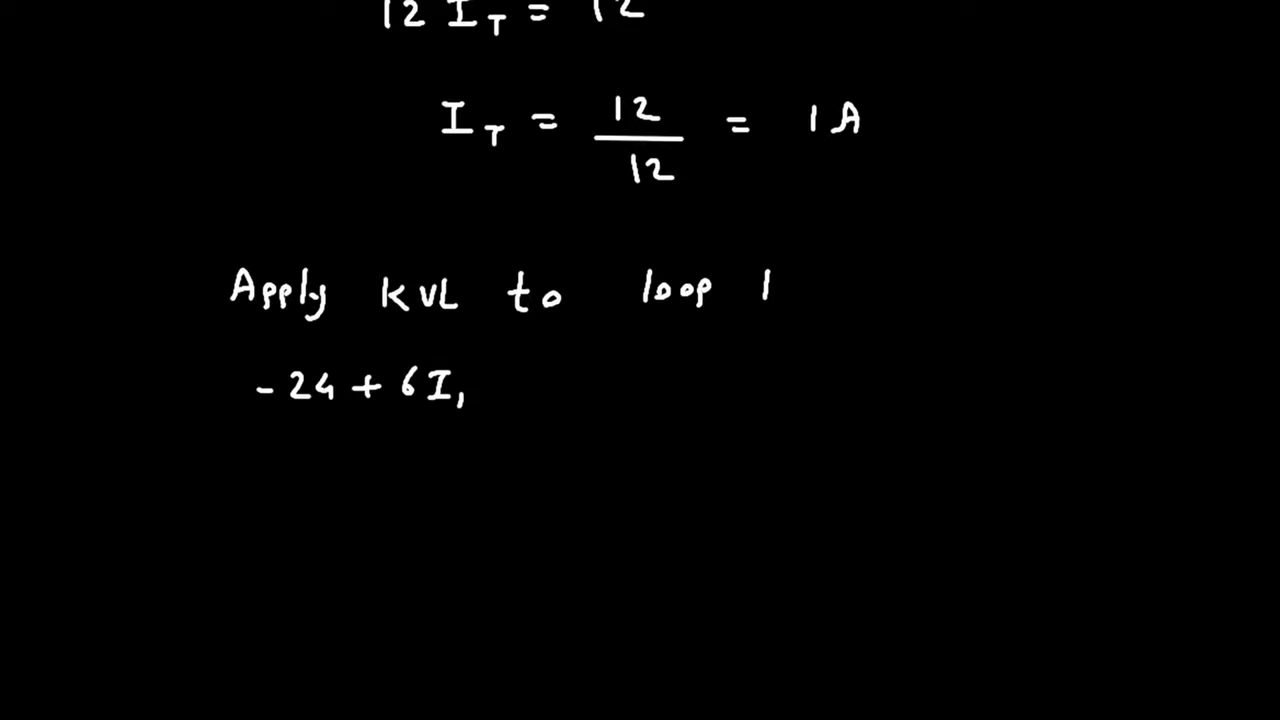 12 I_T = 12
I_T = 12/12 = 1A
Apply KVL to loop 1
-24 + 6I₁